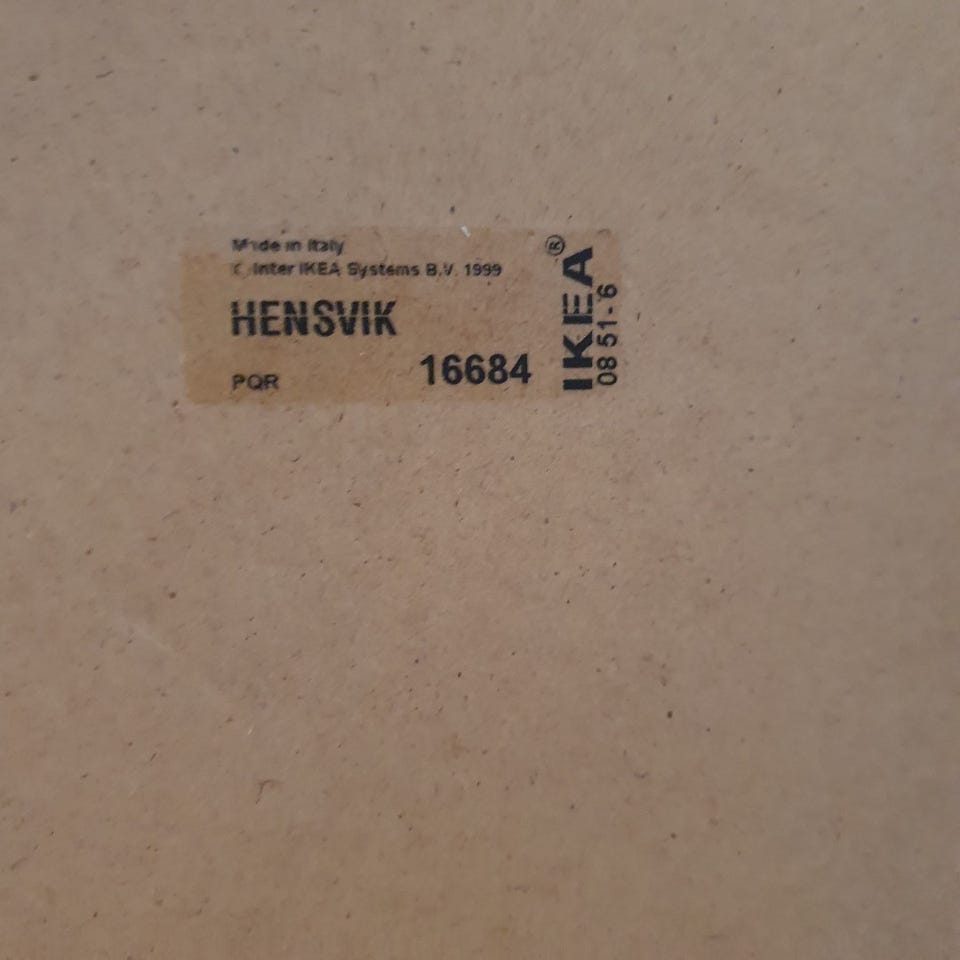 Made in Italy
© Inter IKEA Systems B.V. 1999
HENSVIK
PQR
16684
IKEA®
08 51-6